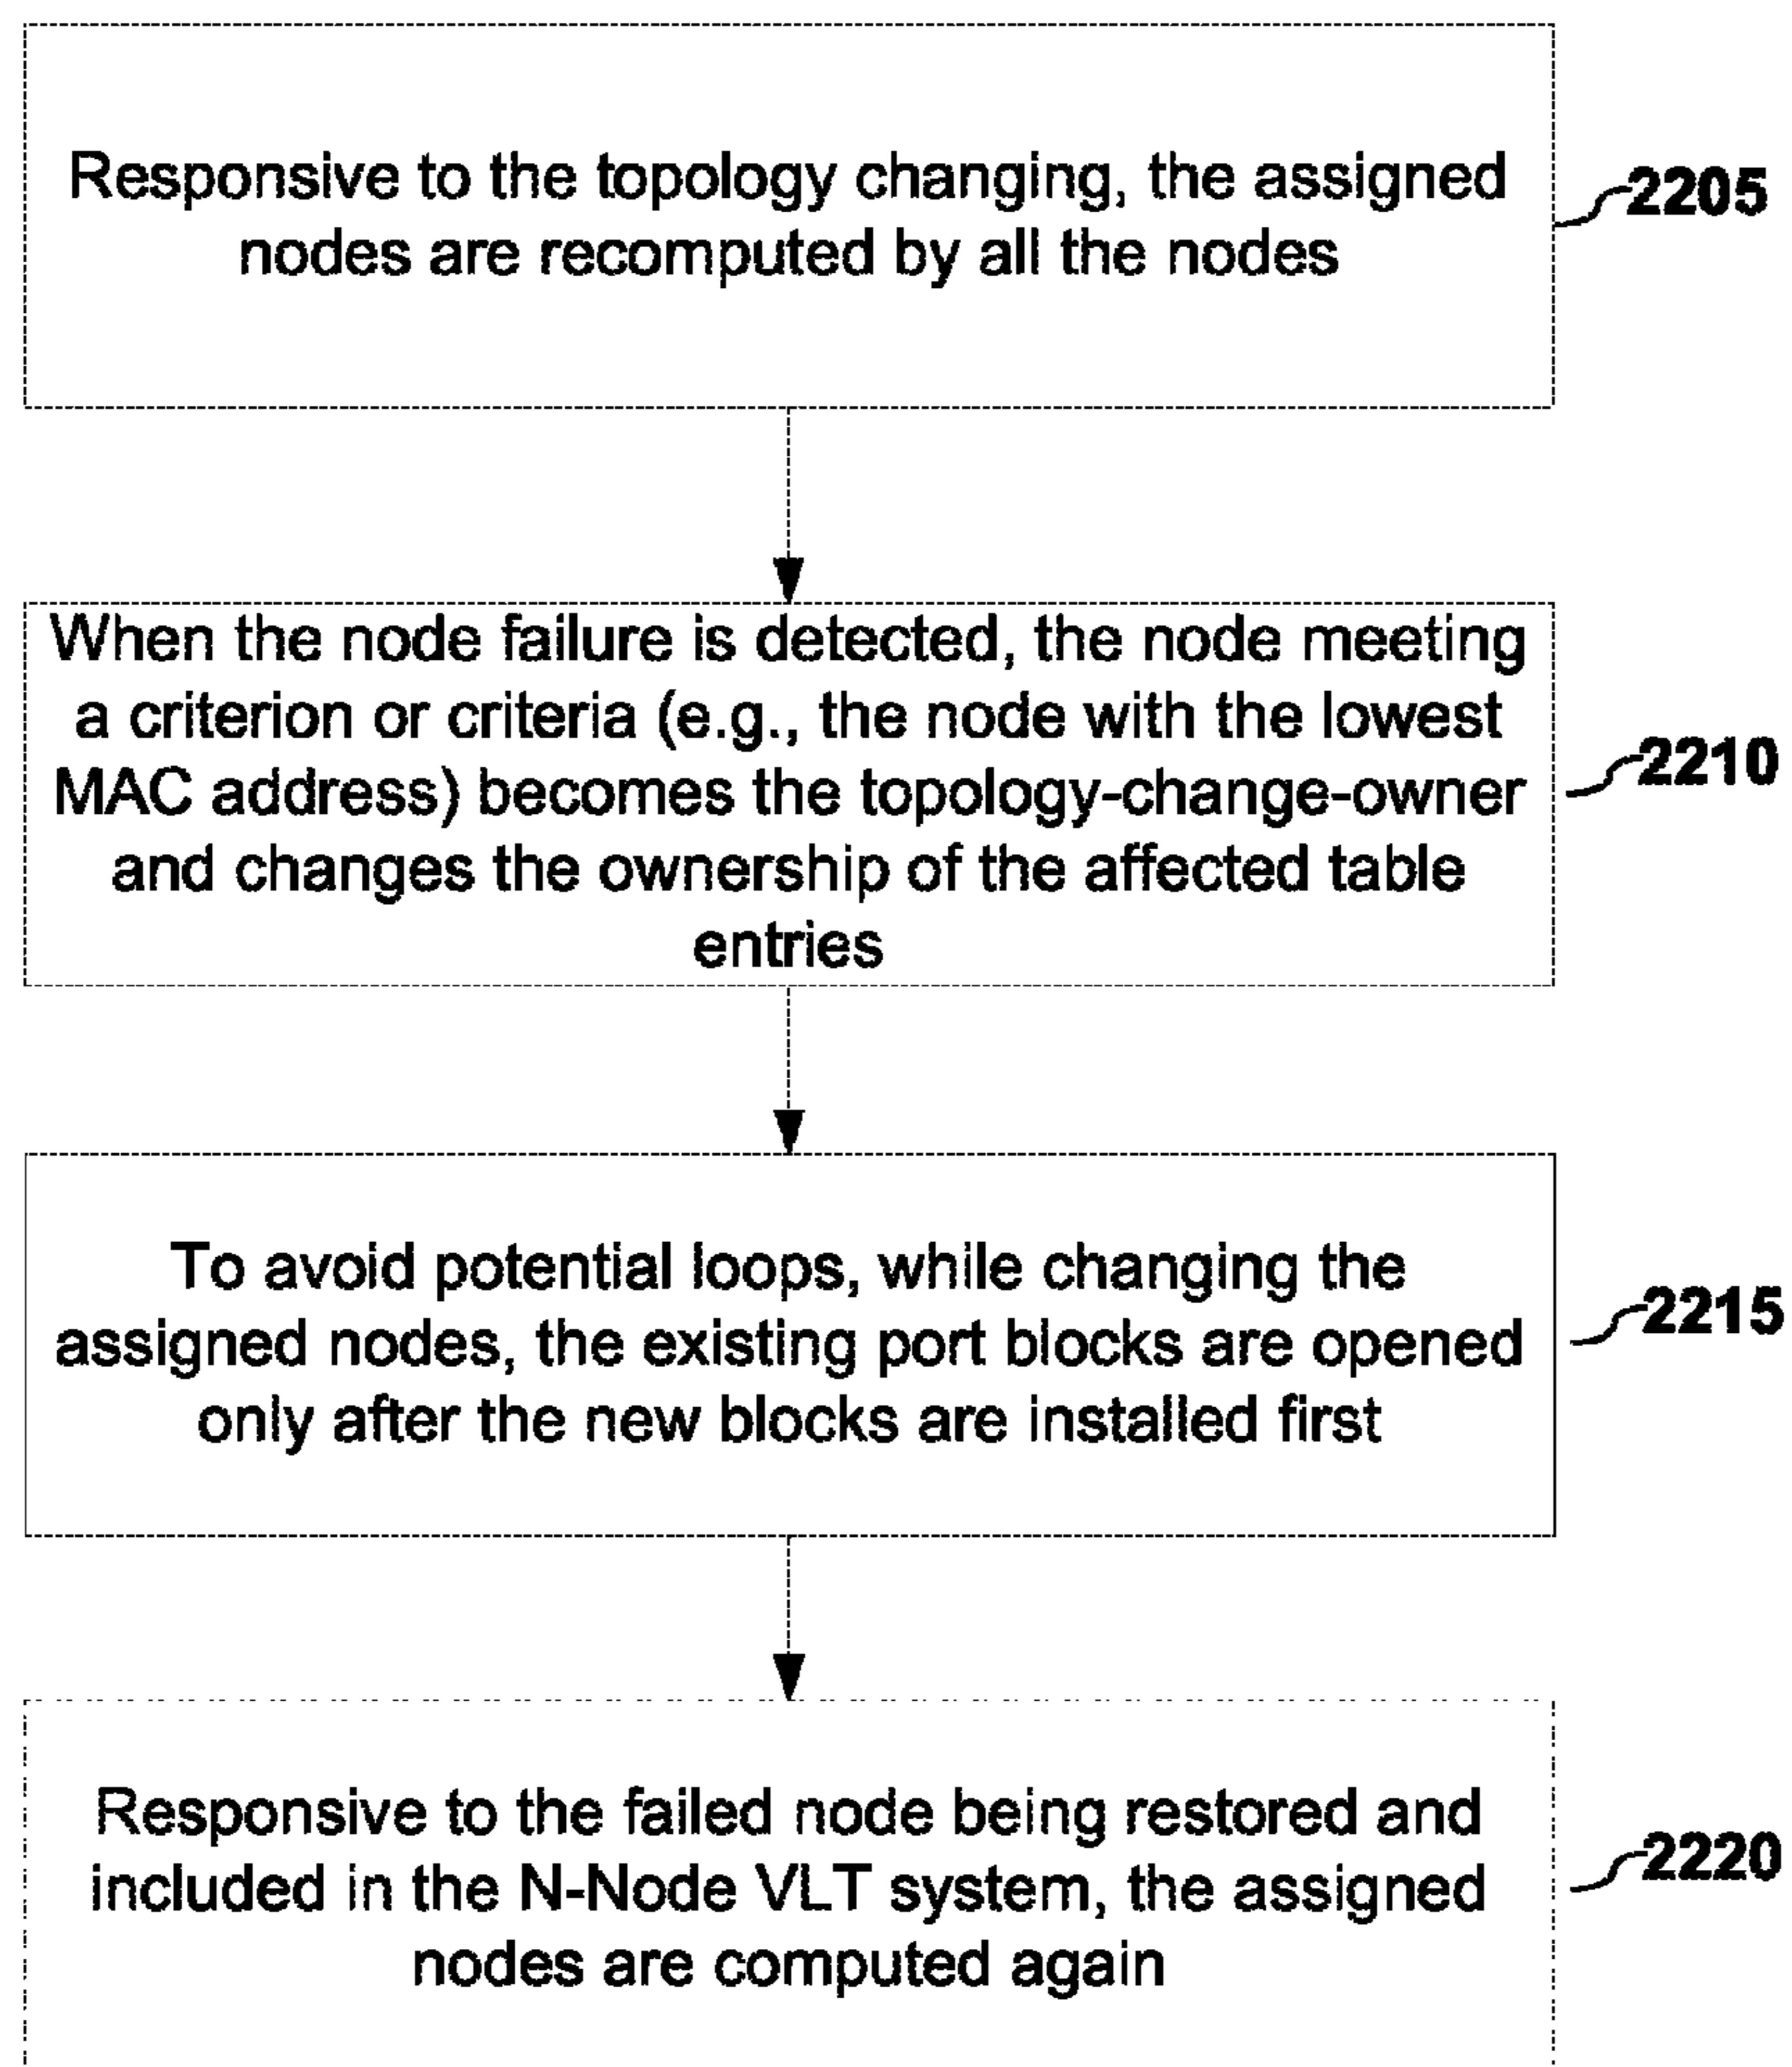 Responsive to the topology changing, the assigned
nodes are recomputed by all the nodes
2205
When the node failure is detected, the node meeting
a criterion or criteria (e.g., the node with the lowest
MAC address) becomes the topology-change-owner
and changes the ownership of the affected table
entries
2210
To avoid potential loops, while changing the
assigned nodes, the existing port blocks are opened
only after the new blocks are installed first
2215
Responsive to the failed node being restored and
included in the N-Node VLT system, the assigned
nodes are computed again
2220